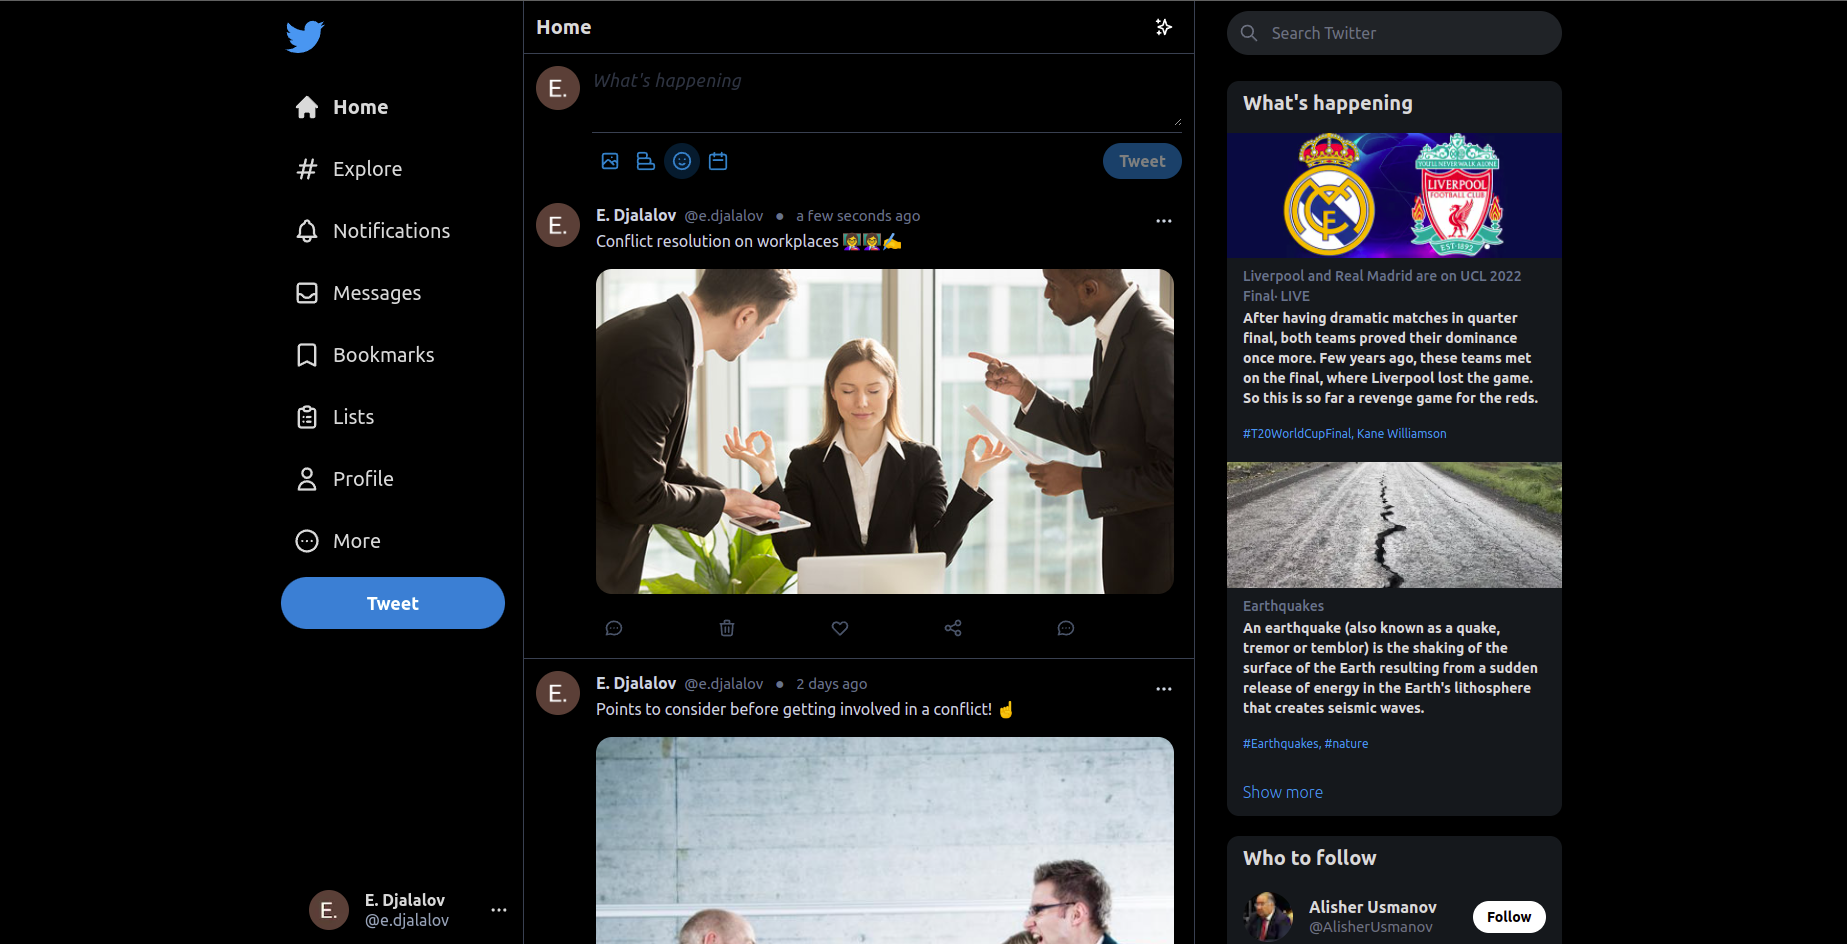 Home
Explore
Notifications
Messages
Bookmarks
Lists
Profile
More
Tweet
E. Djalalov
@e.djalalov
Home
E.
What's happening
Tweet
E.
E. Djalalov @e.djalalov • a few seconds ago
Conflict resolution on workplaces 👩‍🏫👩‍🏫✍️
E.
E. Djalalov @e.djalalov • 2 days ago
Points to consider before getting involved in a conflict! ☝️
E.
Search Twitter
What's happening
YOU'LL NEVER WALK ALONE
LIVERPOOL
FOOTBALL CLUB
EST·1892
Liverpool and Real Madrid are on UCL 2022
Final· LIVE
After having dramatic matches in quarter
final, both teams proved their dominance
once more. Few years ago, these teams met
on the final, where Liverpool lost the game.
So this is so far a revenge game for the reds.
#T20WorldCupFinal, Kane Williamson
Earthquakes
An earthquake (also known as a quake,
tremor or temblor) is the shaking of the
surface of the Earth resulting from a sudden
release of energy in the Earth's lithosphere
that creates seismic waves.
#Earthquakes, #nature
Show more
Who to follow
Alisher Usmanov
@AlisherUsmanov
Follow